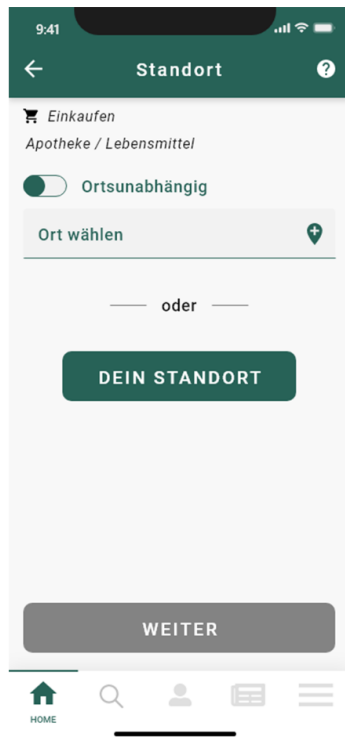 9:41
Standort
Einkaufen
Apotheke / Lebensmittel
Ortsunabhängig
Ort wählen
oder
DEIN STANDORT
WEITER
HOME